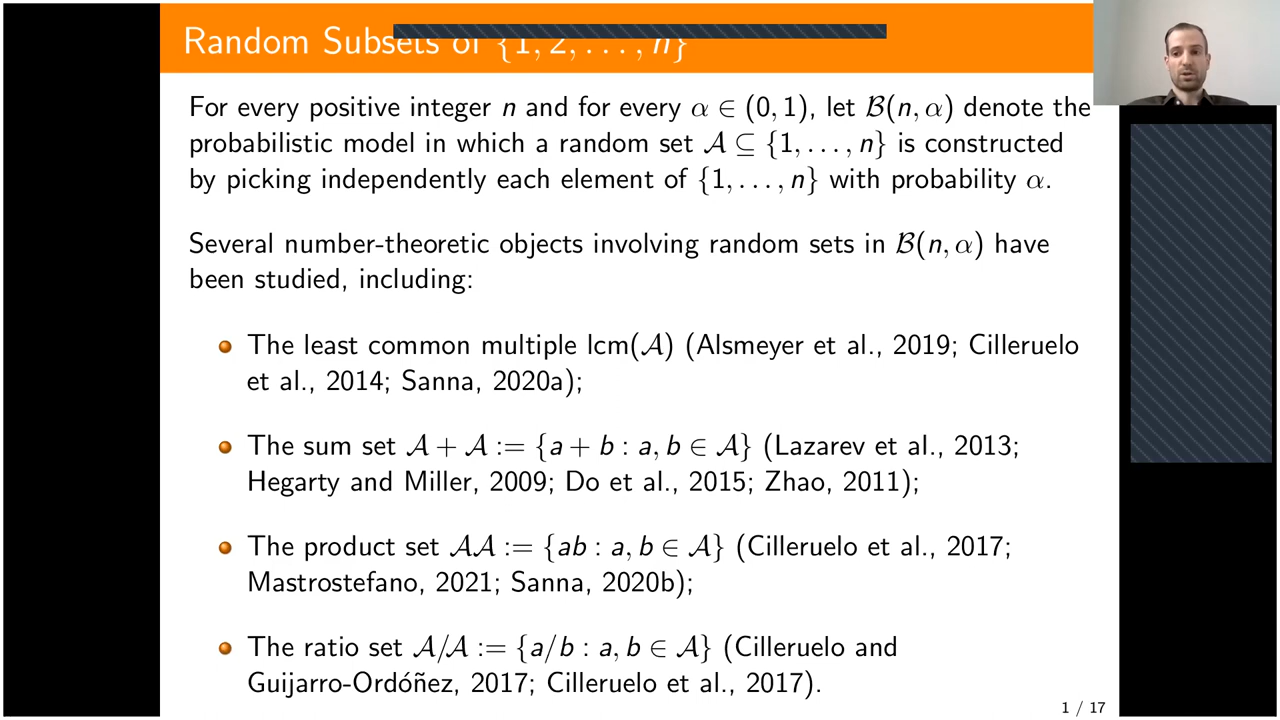 Random Subsets of {1, 2, . . . , n}
For every positive integer n and for every α ∈ (0, 1), let ℬ(n, α) denote the
probabilistic model in which a random set 𝒜 ⊆ {1, . . . , n} is constructed
by picking independently each element of {1, . . . , n} with probability α.
Several number-theoretic objects involving random sets in ℬ(n, α) have
been studied, including:
The least common multiple lcm(𝒜) (Alsmeyer et al., 2019; Cilleruelo
et al., 2014; Sanna, 2020a);
The sum set 𝒜 + 𝒜 := {a + b : a, b ∈ 𝒜} (Lazarev et al., 2013;
Hegarty and Miller, 2009; Do et al., 2015; Zhao, 2011);
The product set 𝒜𝒜 := {ab : a, b ∈ 𝒜} (Cilleruelo et al., 2017;
Mastrostefano, 2021; Sanna, 2020b);
The ratio set 𝒜/𝒜 := {a/b : a, b ∈ 𝒜} (Cilleruelo and
Guijarro-Ordóñez, 2017; Cilleruelo et al., 2017).
1 / 17